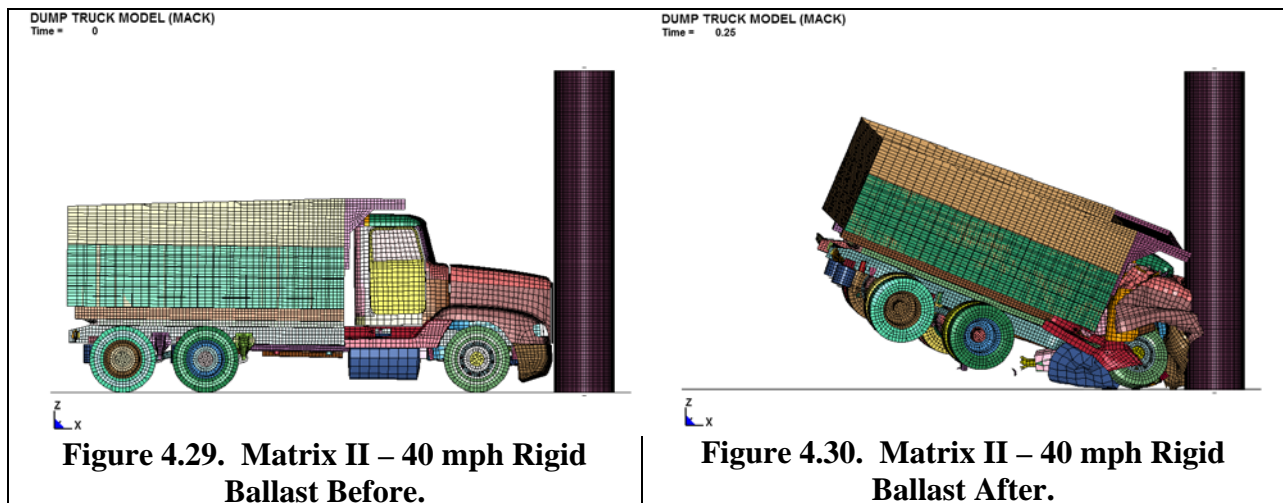 DUMP TRUCK MODEL (MACK)
Time = 0
Z
X
Figure 4.29. Matrix II – 40 mph Rigid
Ballast Before.
DUMP TRUCK MODEL (MACK)
Time = 0.25
Z
X
Figure 4.30. Matrix II – 40 mph Rigid
Ballast After.